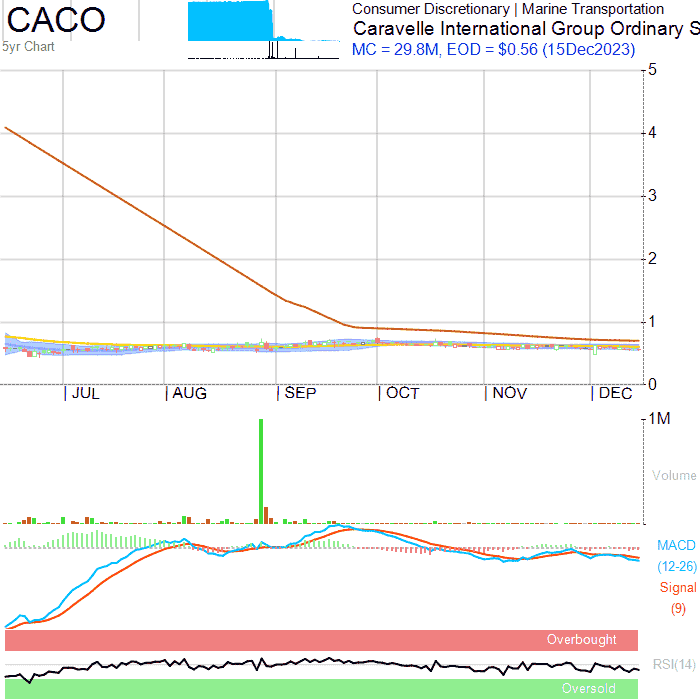 CACO
5yr Chart
Consumer Discretionary | Marine Transportation
Caravelle International Group Ordinary S
MC = 29.8M, EOD = $0.56 (15Dec2023)
5
4
3
2
1
0
JUL AUG SEP OCT NOV DEC
1M
Volume
MACD
(12-26)
Signal
(9)
Overbought
RSI(14)
Oversold